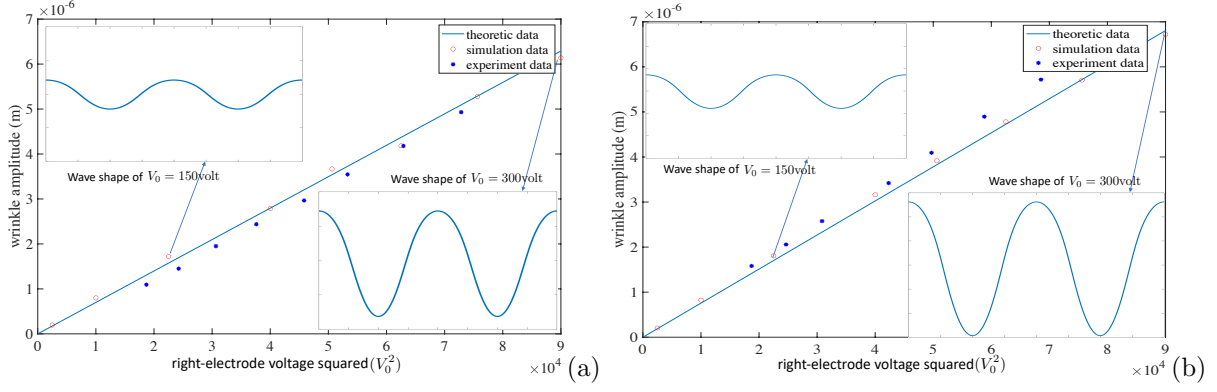 ×10⁻⁶
7
6
5
4
3
2
1
0
wrinkle amplitude (m)
theoretic data
simulation data
experiment data
Wave shape of V₀ = 150volt
Wave shape of V₀ = 300volt
0 1 2 3 4 5 6 7 8 9
×10⁴
right-electrode voltage squared(V₀²)
(a)
×10⁻⁶
7
6
5
4
3
2
1
0
wrinkle amplitude (m)
theoretic data
simulation data
experiment data
Wave shape of V₀ = 150volt
Wave shape of V₀ = 300volt
0 1 2 3 4 5 6 7 8 9
×10⁴
right-electrode voltage squared(V₀²)
(b)